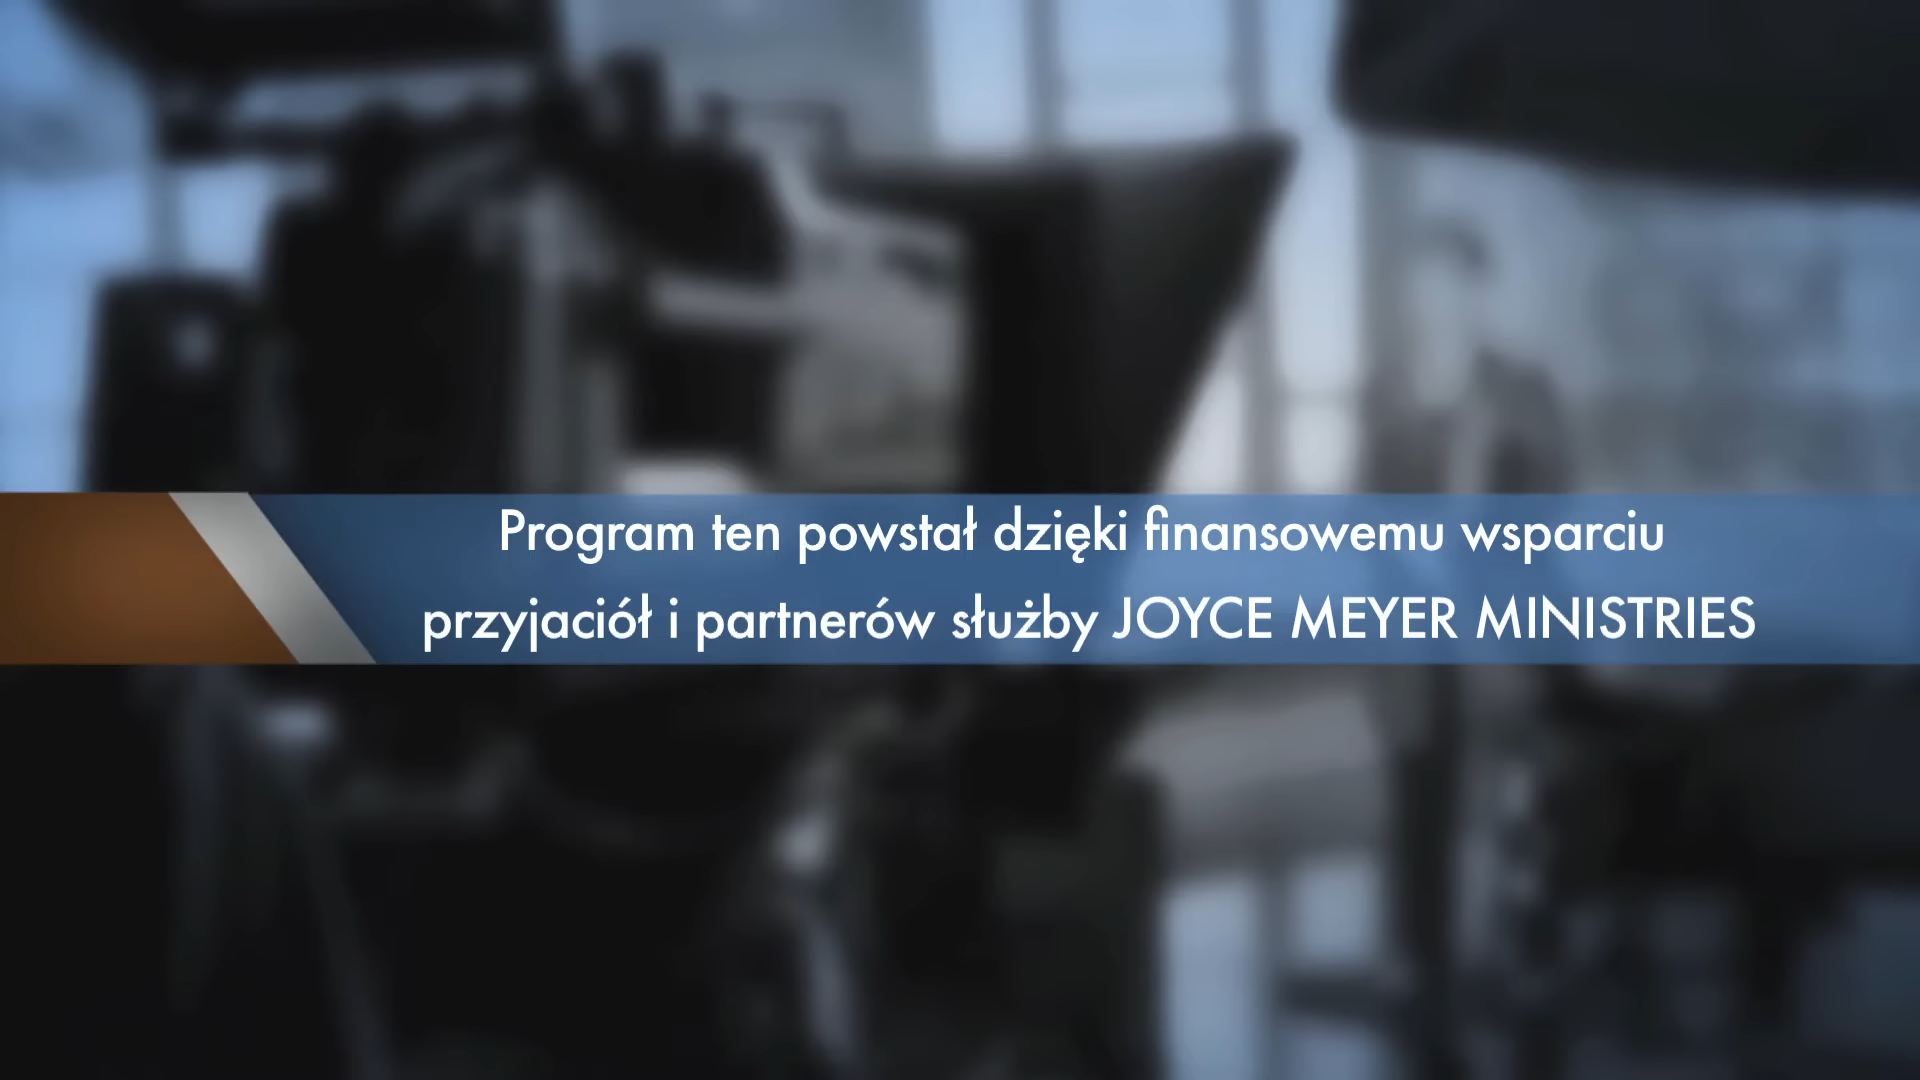 Program ten powstał dzięki finansowemu wsparciu
przyjaciół i partnerów służby JOYCE MEYER MINISTRIES